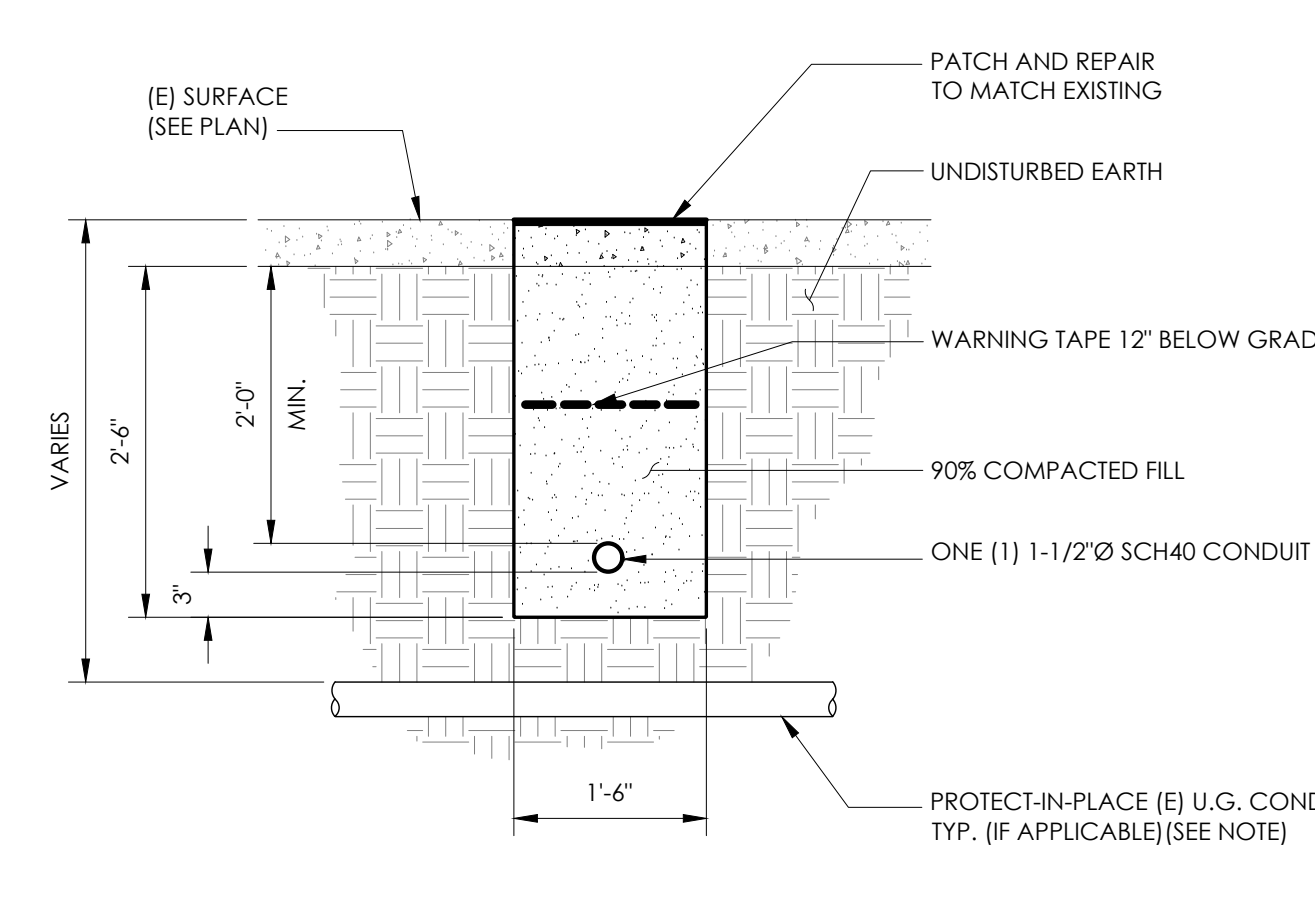 PATCH AND REPAIR
TO MATCH EXISTING
(E) SURFACE
(SEE PLAN)
UNDISTURBED EARTH
WARNING TAPE 12" BELOW GRAD
VARIES
2'-6"
2'-0"
MIN.
90% COMPACTED FILL
ONE (1) 1-1/2"Ø SCH40 CONDUIT
3"
1'-6"
PROTECT-IN-PLACE (E) U.G. COND
TYP. (IF APPLICABLE)(SEE NOTE)